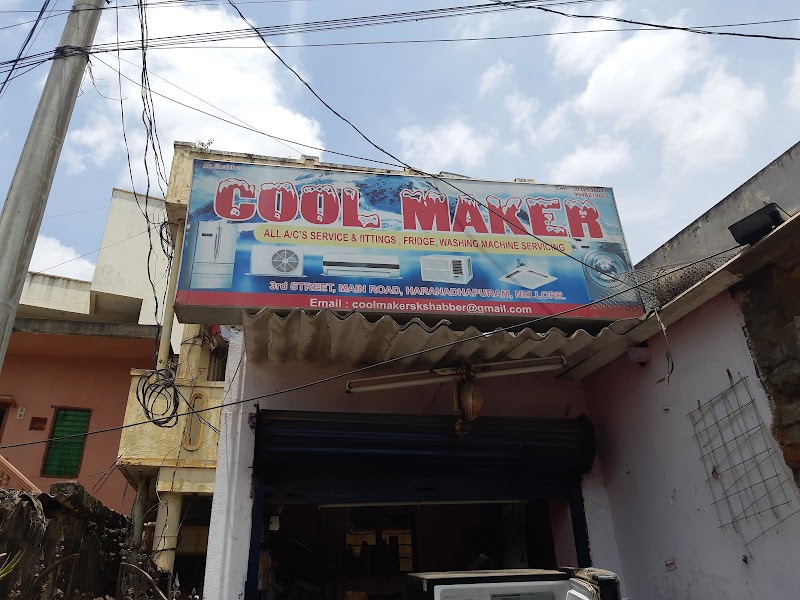 COOL MAKER
ALL A/C'S SERVICE & fITTINGS . FRIDGE, WASHING MACHINE SERVICING
3rd STREET, MAIN ROAD, HARANADHAPURAM, NELLORE.
Email : coolmakerskshabber@gmail.com